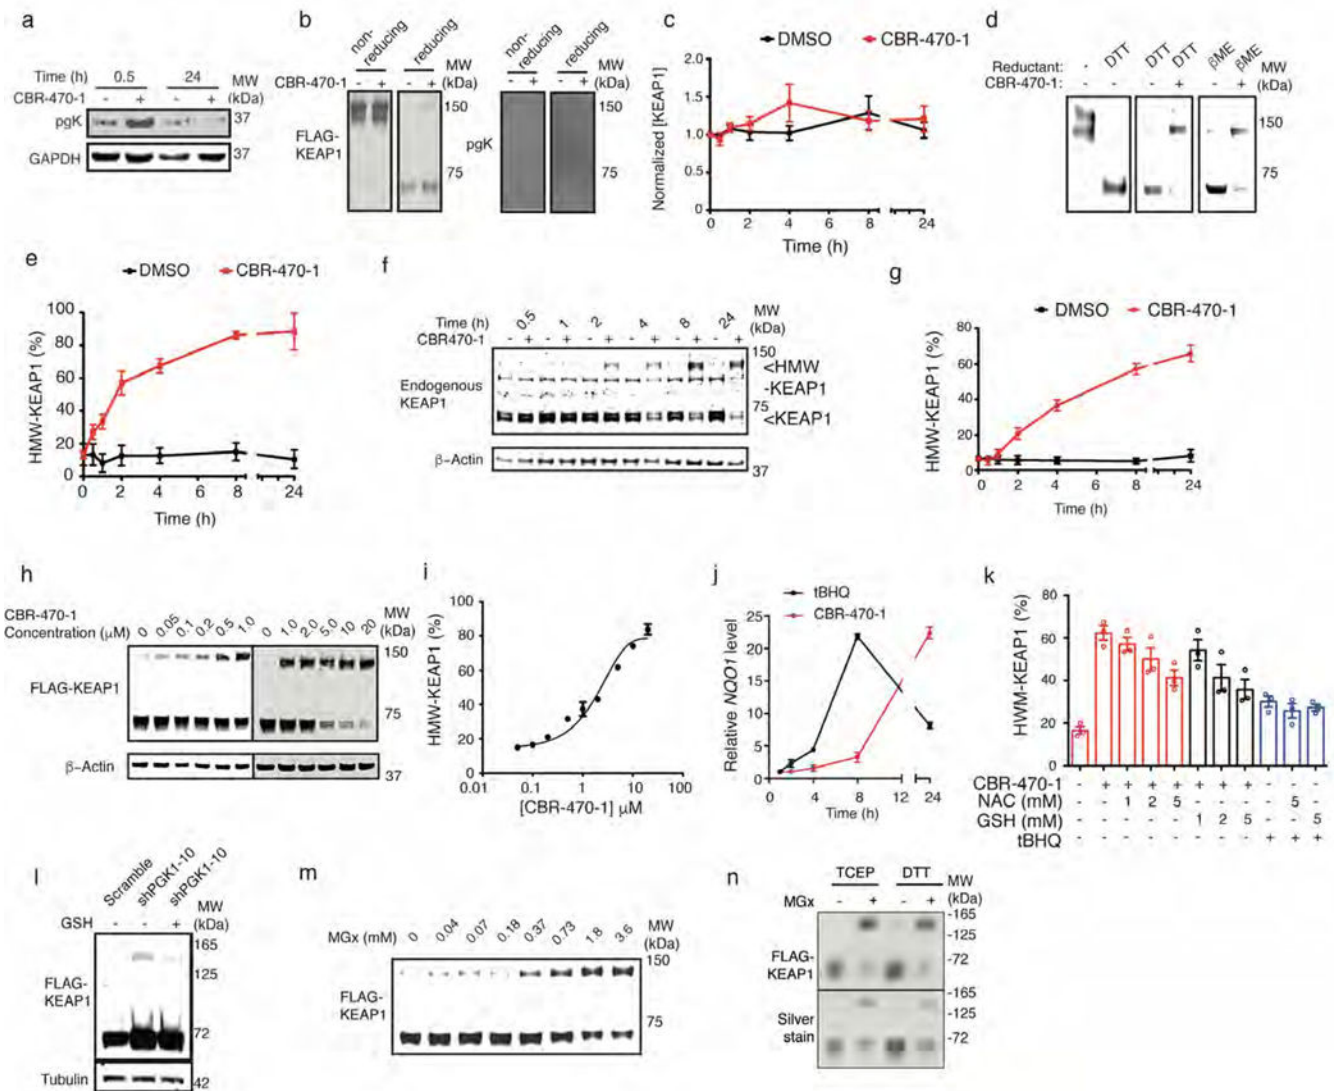 a
Time (h) 0.5 24 MW
CBR-470-1 - + - + (kDa)
pgK 37
GAPDH 37
b
non-reducing reducing
CBR-470-1 - + - + MW (kDa)
FLAG-KEAP1
150
75
non-reducing reducing
- + - + MW (kDa)
pgK
150
75
c
DMSO CBR-470-1
Normalized [KEAP1]
2.0
1.5
1.0
0.5
0
0 2 4 6 8 24
Time (h)
d
Reductant: - DTT DTT DTT βME βME MW
CBR-470-1: - + - + (kDa)
150
75
e
DMSO CBR-470-1
HMW-KEAP1 (%)
100
80
60
40
20
0
0 2 4 6 8 24
Time (h)
f
Time (h) 0.5 1 2 4 8 24 MW
CBR470-1 - + - + - + - + - + - + (kDa)
150
<HMW
Endogenous -KEAP1
KEAP1 75
<KEAP1
β-Actin
37
g
DMSO CBR-470-1
HMW-KEAP1 (%)
80
60
40
20
0
0 2 4 6 8 24
Time (h)
h
CBR-470-1
Concentration (μM) 0 0.05 0.1 0.2 0.5 1.0 0 1.0 2.0 5.0 10 20 MW (kDa)
150
FLAG-KEAP1
75
β-Actin
37
i
HMW-KEAP1 (%)
100
80
60
40
20
0
0.01 0.1 1 10 100
[CBR-470-1] μM
j
tBHQ
CBR-470-1
Relative NQO1 level
25
20
15
10
5
0
0 4 8 12 24
Time (h)
k
HWM-KEAP1 (%)
80
60
40
20
0
CBR-470-1 - + + + + + + + - - -
NAC (mM) - - 1 2 5 - - - - 5 -
GSH (mM) - - - - - 1 2 5 - - 5
tBHQ - - - - - - - - + + +
l
Scramble shPGK1-10 shPGK1-10
GSH - - + MW
(kDa)
165
125
FLAG-
KEAP1
72
Tubulin 42
m
MGx (mM) 0 0.04 0.07 0.18 0.37 0.73 1.8 3.6 MW (kDa)
150
FLAG-
KEAP1
75
n
TCEP DTT MW
MGx - + - + (kDa)
-165
-125
FLAG-
KEAP1
-72
-165
-125
Silver
stain
-72